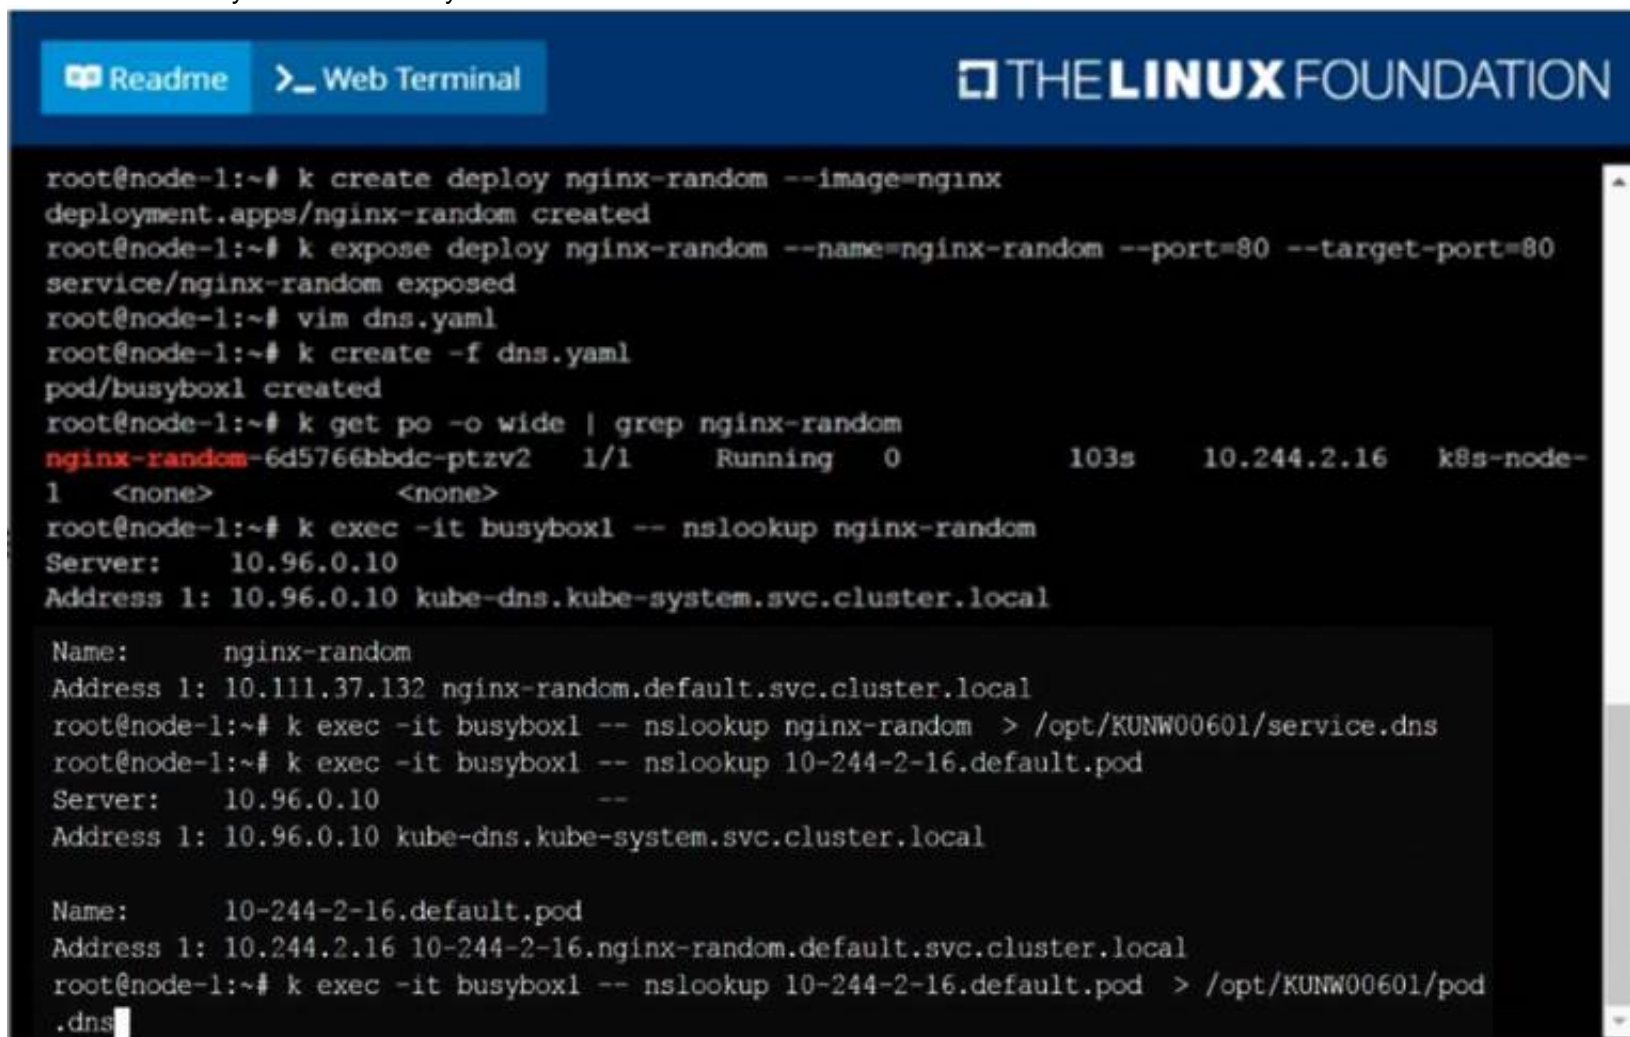 Readme >_ Web Terminal THE LINUX FOUNDATION
root@node-1:~# k create deploy nginx-random --image=nginx
deployment.apps/nginx-random created
root@node-1:~# k expose deploy nginx-random --name=nginx-random --port=80 --target-port=80
service/nginx-random exposed
root@node-1:~# vim dns.yaml
root@node-1:~# k create -f dns.yaml
pod/busybox1 created
root@node-1:~# k get po -o wide | grep nginx-random
nginx-random-6d5766bbdc-ptzv2 1/1 Running 0 103s 10.244.2.16 k8s-node-
1 <none> <none>
root@node-1:~# k exec -it busybox1 -- nslookup nginx-random
Server: 10.96.0.10
Address 1: 10.96.0.10 kube-dns.kube-system.svc.cluster.local
Name: nginx-random
Address 1: 10.111.37.132 nginx-random.default.svc.cluster.local
root@node-1:~# k exec -it busybox1 -- nslookup nginx-random > /opt/KUNW00601/service.dns
root@node-1:~# k exec -it busybox1 -- nslookup 10-244-2-16.default.pod
Server: 10.96.0.10 --
Address 1: 10.96.0.10 kube-dns.kube-system.svc.cluster.local
Name: 10-244-2-16.default.pod
Address 1: 10.244.2.16 10-244-2-16.nginx-random.default.svc.cluster.local
root@node-1:~# k exec -it busybox1 -- nslookup 10-244-2-16.default.pod > /opt/KUNW00601/pod
.dns